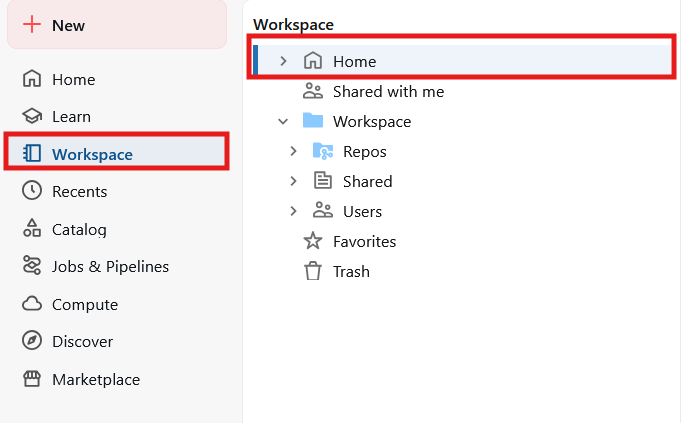 New
Home
Learn
Workspace
Recents
Catalog
Jobs & Pipelines
Compute
Discover
Marketplace
Workspace
Home
Shared with me
Workspace
Repos
Shared
Users
Favorites
Trash